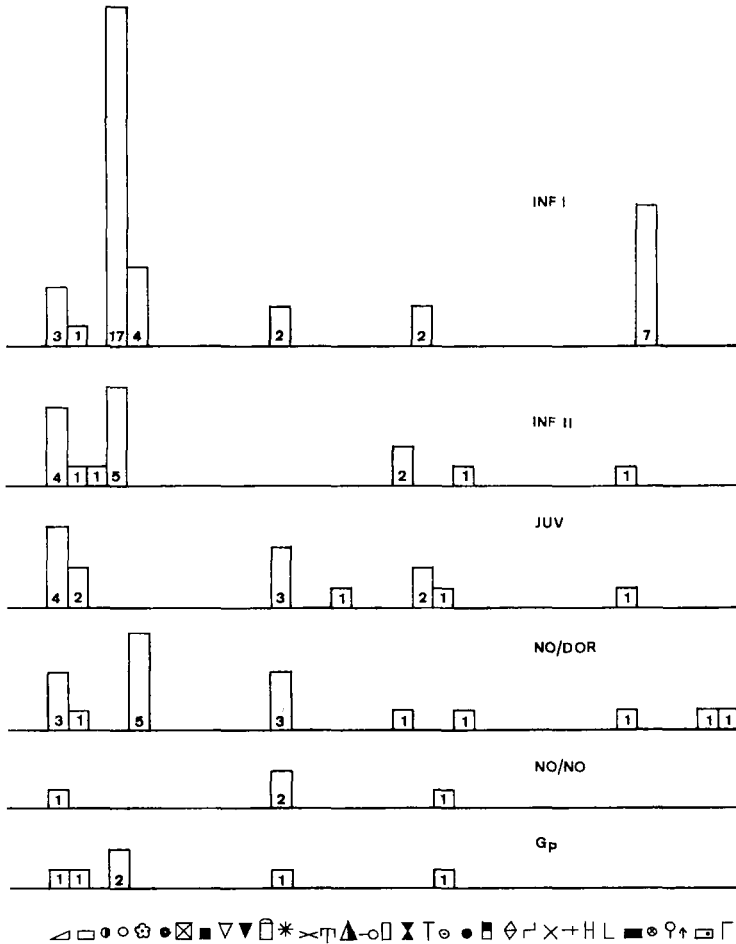 INF I
3 1 17 4 2 2 7
INF II
4 1 1 5 2 1 1
JUV
4 2 3 1 2 1 1
NO/DOR
3 1 5 3 1 1 1 1 1
NO/NO
1 2 1
Gp
1 1 2 1 1